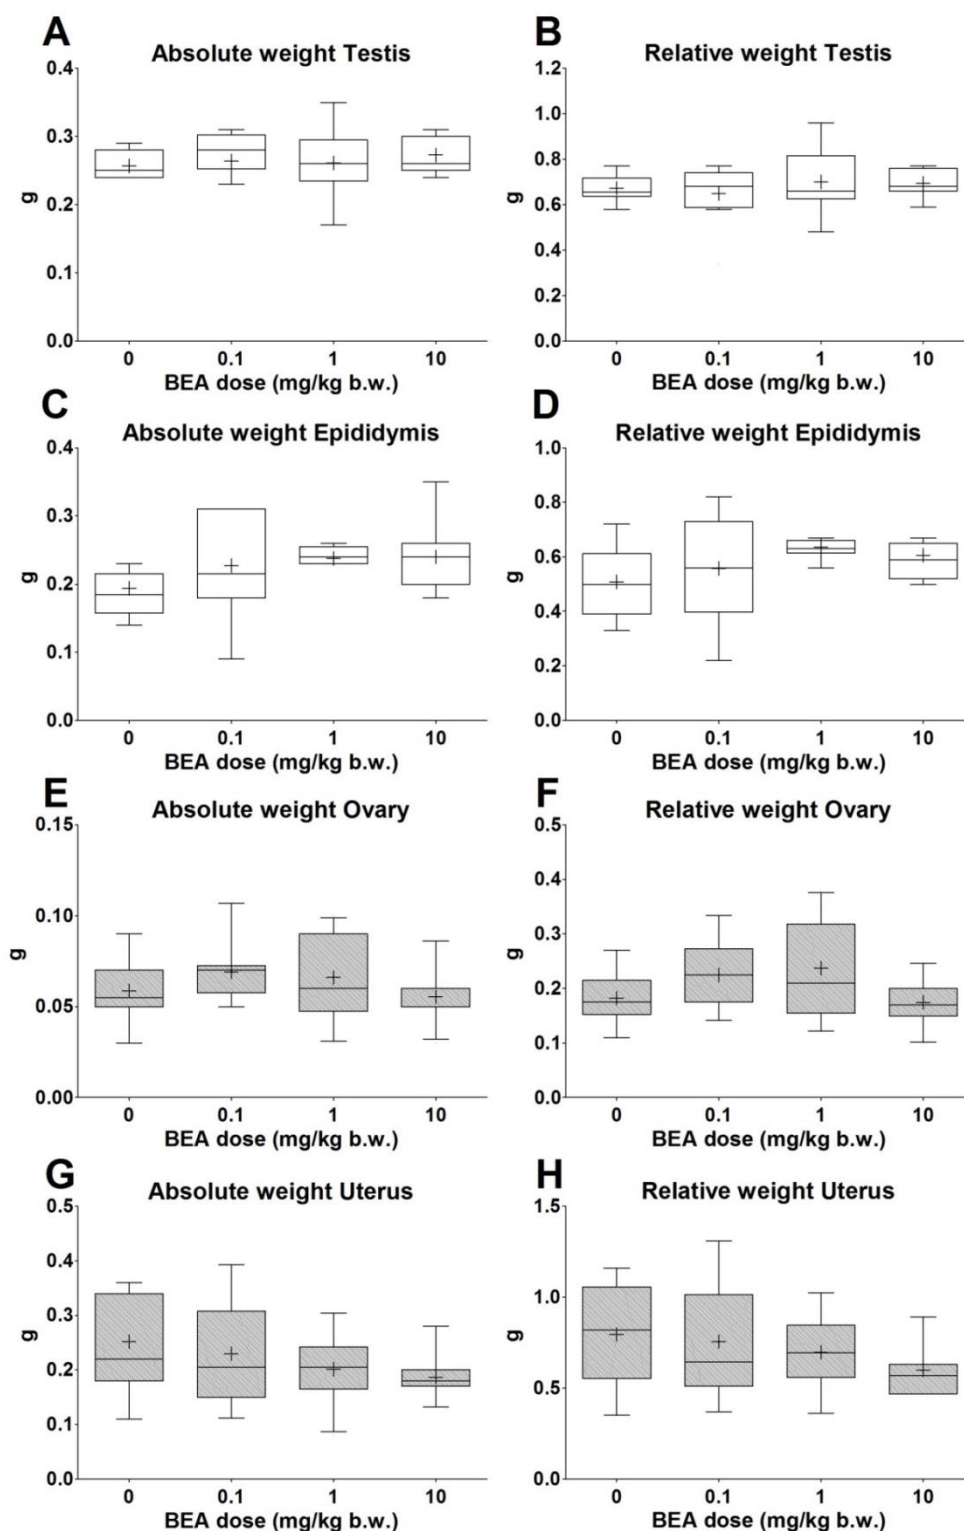 A
Absolute weight Testis
0.4
0.3
0.2
0.1
0.0
g
0 0.1 1 10
BEA dose (mg/kg b.w.)
B
Relative weight Testis
1.2
1.0
0.8
0.6
0.4
0.2
0.0
g
0 0.1 1 10
BEA dose (mg/kg b.w.)
C
Absolute weight Epididymis
0.4
0.3
0.2
0.1
0.0
g
0 0.1 1 10
BEA dose (mg/kg b.w.)
D
Relative weight Epididymis
1.0
0.8
0.6
0.4
0.2
0.0
g
0 0.1 1 10
BEA dose (mg/kg b.w.)
E
Absolute weight Ovary
0.15
0.10
0.05
0.00
g
0 0.1 1 10
BEA dose (mg/kg b.w.)
F
Relative weight Ovary
0.5
0.4
0.3
0.2
0.1
0.0
g
0 0.1 1 10
BEA dose (mg/kg b.w.)
G
Absolute weight Uterus
0.5
0.4
0.3
0.2
0.1
0.0
g
0 0.1 1 10
BEA dose (mg/kg b.w.)
H
Relative weight Uterus
1.5
1.0
0.5
0.0
g
0 0.1 1 10
BEA dose (mg/kg b.w.)